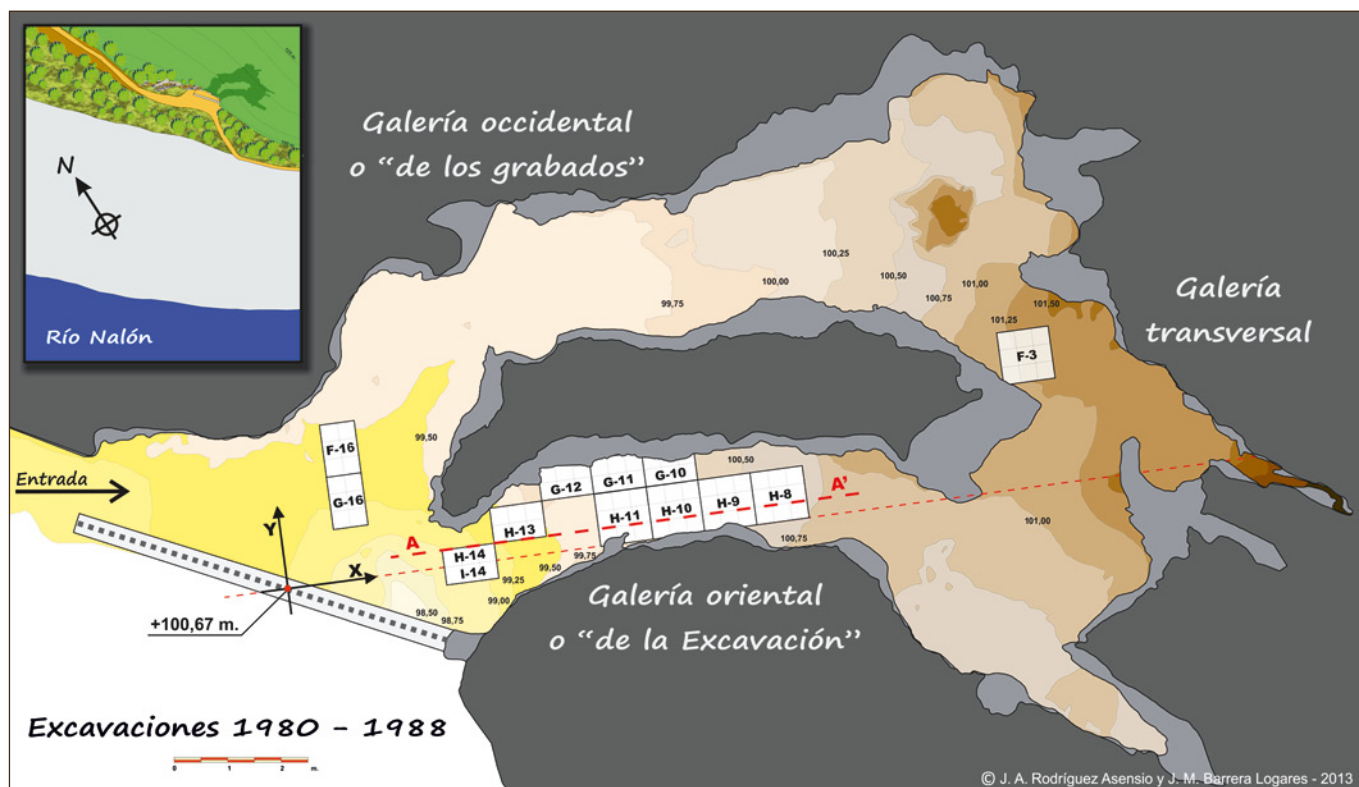 N
Río Nalón
Galería occidental
o “de los grabados”
Galería
transversal
Galería oriental
o “de la Excavación”
Entrada
F-16
G-16
99,50
99,75
100,00
100,25
100,50
100,75
101,00
101,25
101,50
F-3
G-12
G-11
G-10
100,50
H-13
H-11
H-10
H-9
H-8
A'
A
H-14
I-14
99,75
99,50
99,25
99,00
98,75
98,50
100,75
101,00
Y
X
+100,67 m.
Excavaciones 1980 - 1988
0 1 2 m.
© J. A. Rodríguez Asensio y J. M. Barrera Logares - 2013